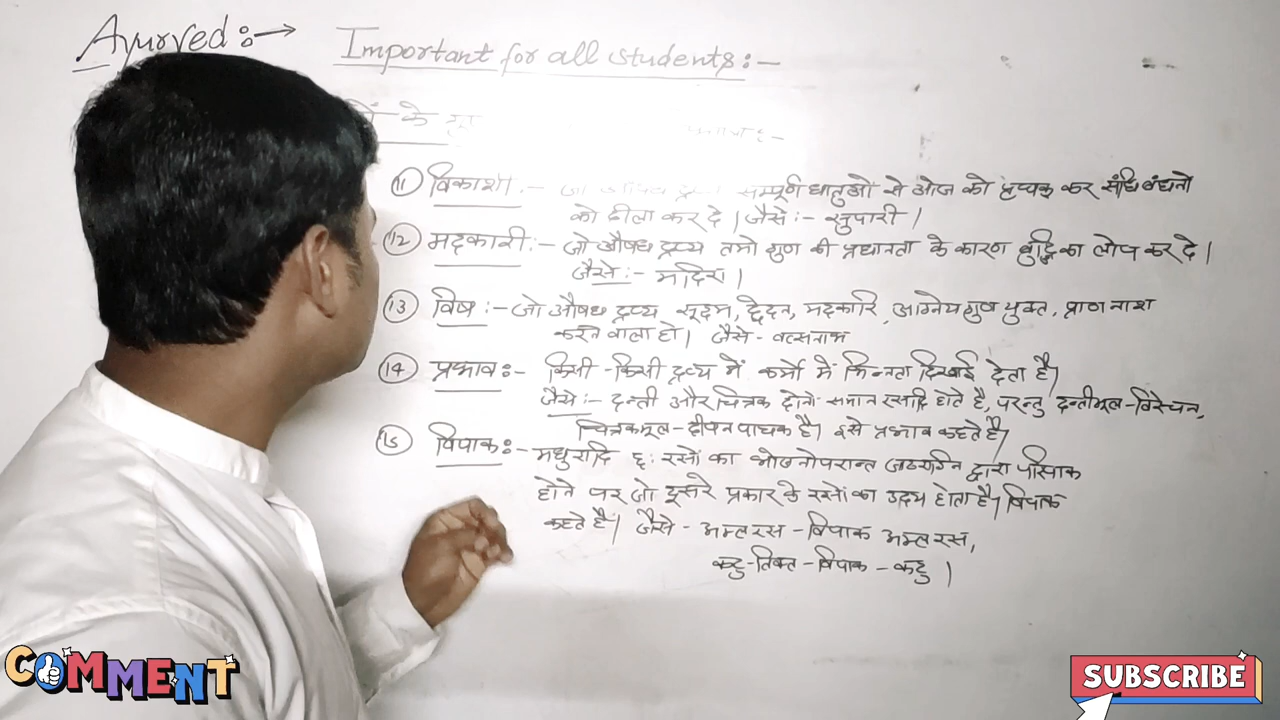 Ayurved :→ Important for all students :-
के
11 विकाशी :- सम्पूर्ण धातुओं से ओज को पृथक कर संधि बंधनों
को ढीला कर दे। जैसे :- सुपारी।
12 मदकारी :- जो औषध द्रव्य तमो गुण की प्रधानता के कारण बुद्धि का लोप कर दे।
जैसे :- मदिरा।
13 विष :- जो औषध द्रव्य सूक्ष्म, छेदन, मदकारि, आग्नेय गुण युक्त, प्राण नाश
करने वाला हो। जैसे - वत्सनाभ
14 प्रभाव :- किसी - किसी द्रव्य में कर्मो में भिन्नता दिखाई देता है।
जैसे :- दन्ती और चित्रक दोनों समान रसादि होते है, परन्तु दन्तीमूल - विरेचन,
चित्रकमूल - दीपन पाचक है। इसे प्रभाव कहते है।
15 विपाक :- मधुरादि छः रसों का भोजनोपरान्त जठराग्नि द्वारा परिपाक
होने पर जो दूसरे प्रकार के रसों का उदय होता है। विपाक
कहते हैं। जैसे - अम्ल रस - विपाक अम्ल रस,
कटु - तिक्त - विपाक - कटु।
COMMENT
SUBSCRIBE